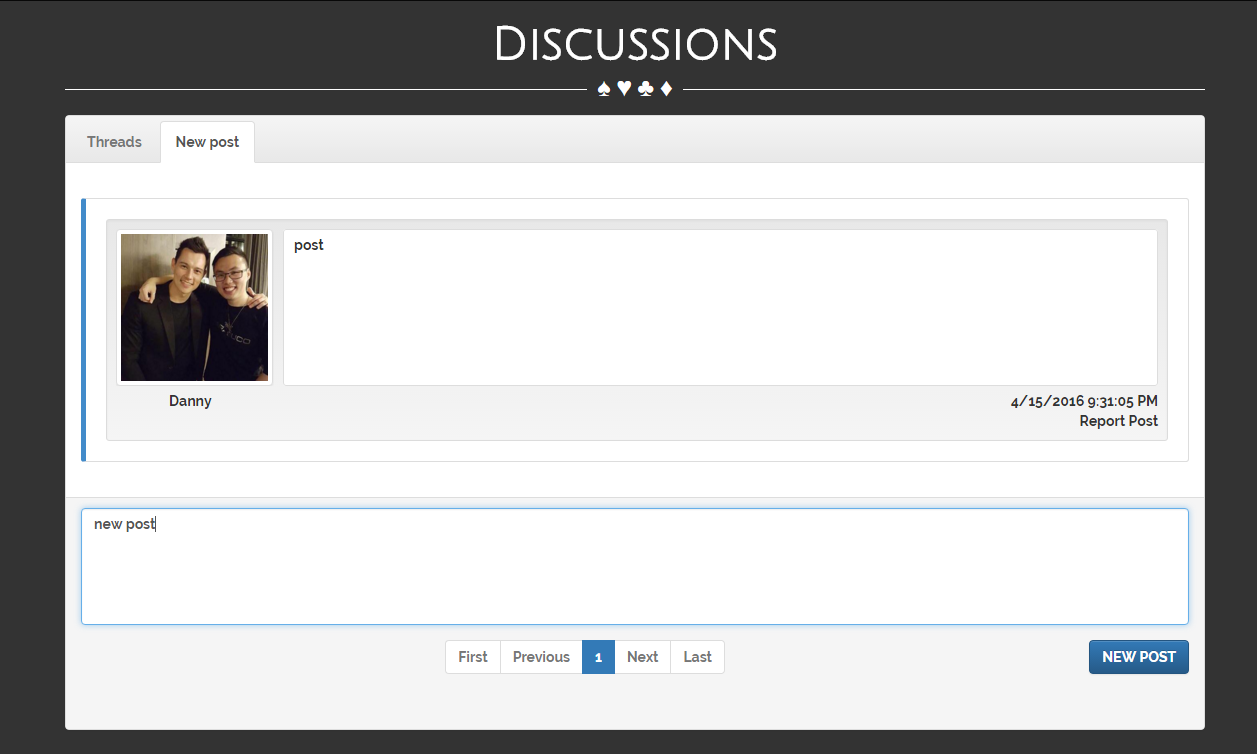 Discussions
♠ ♥ ♣ ♦
Threads
New post
post
Danny
4/15/2016 9:31:05 PM
Report Post
new post
First Previous 1 Next Last
NEW POST